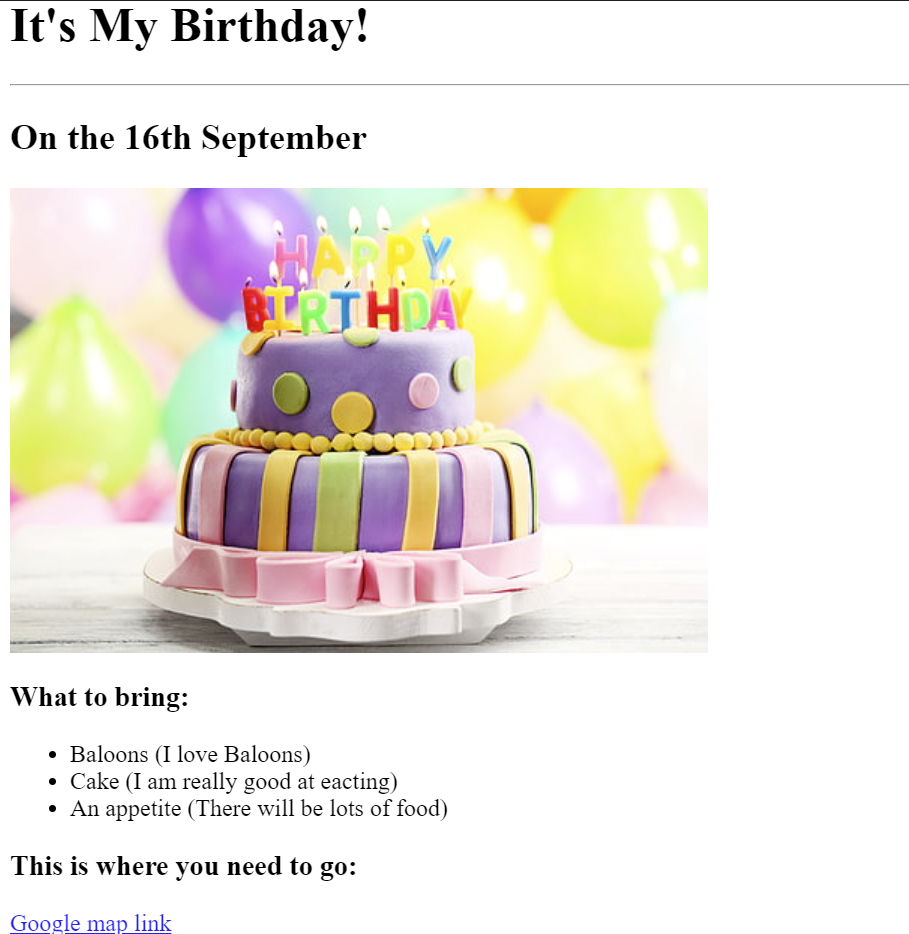 It's My Birthday!
On the 16th September
HAPPY
BIRTHDAY
What to bring:
Baloons (I love Baloons)
Cake (I am really good at eacting)
An appetite (There will be lots of food)
This is where you need to go:
Google map link